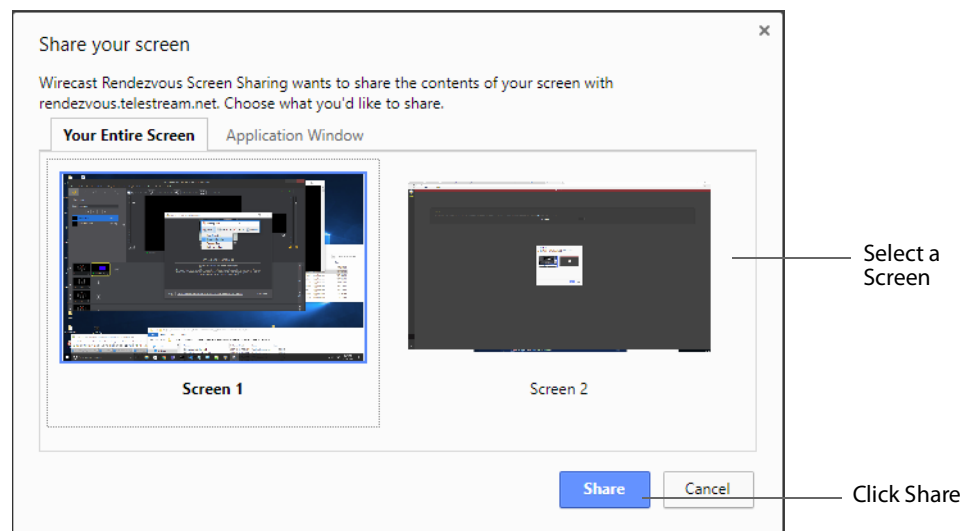 Share your screen
Wirecast Rendezvous Screen Sharing wants to share the contents of your screen with
rendezvous.telestream.net. Choose what you'd like to share.
Your Entire Screen
Application Window
Select a
Screen
Screen 1
Screen 2
Share
Cancel
Click Share